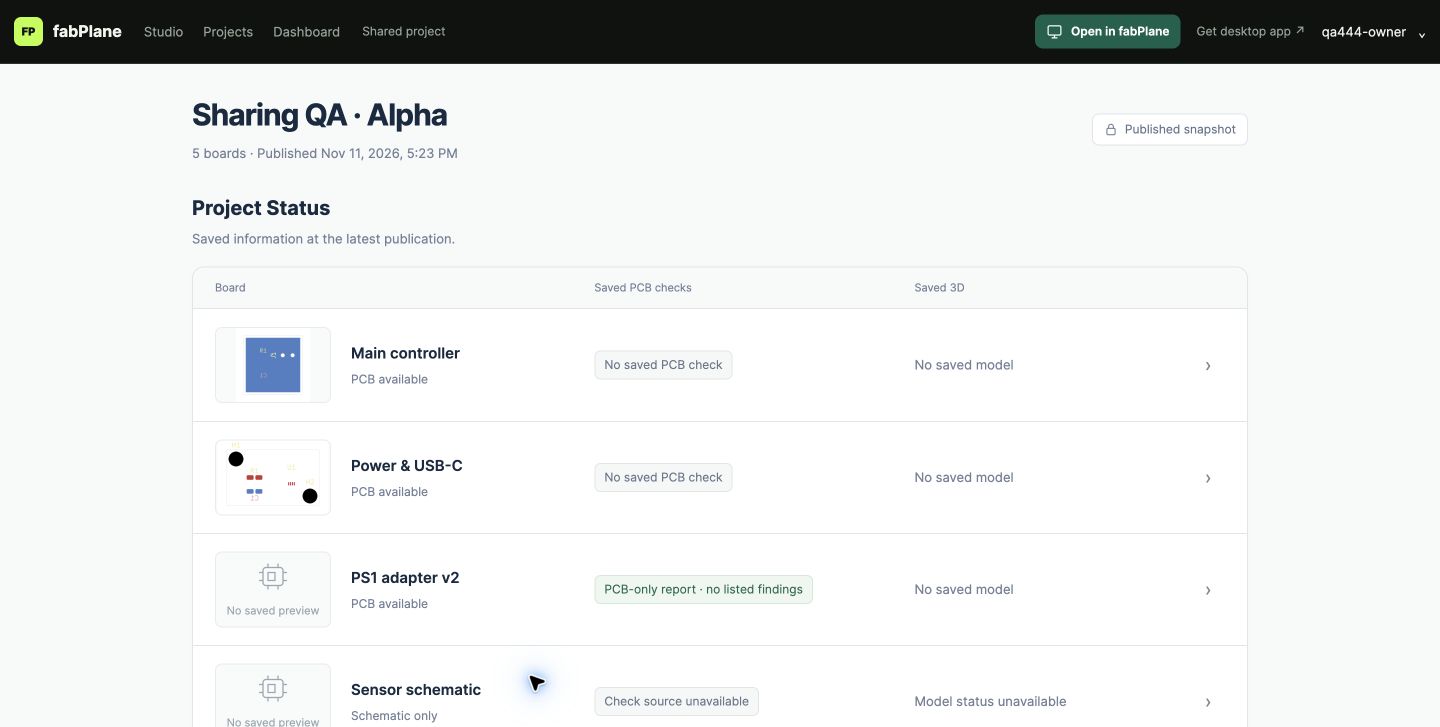 FP fabPlane Studio Projects Dashboard Shared project Open in fabPlane Get desktop app ↗ qa444-owner
Sharing QA · Alpha
Published snapshot
5 boards · Published Nov 11, 2026, 5:23 PM
Project Status
Saved information at the latest publication.
Board Saved PCB checks Saved 3D
Main controller
PCB available
No saved PCB check
No saved model
Power & USB-C
PCB available
No saved PCB check
No saved model
No saved preview
PS1 adapter v2
PCB available
PCB-only report · no listed findings
No saved model
No saved preview
Sensor schematic
Schematic only
Check source unavailable
Model status unavailable